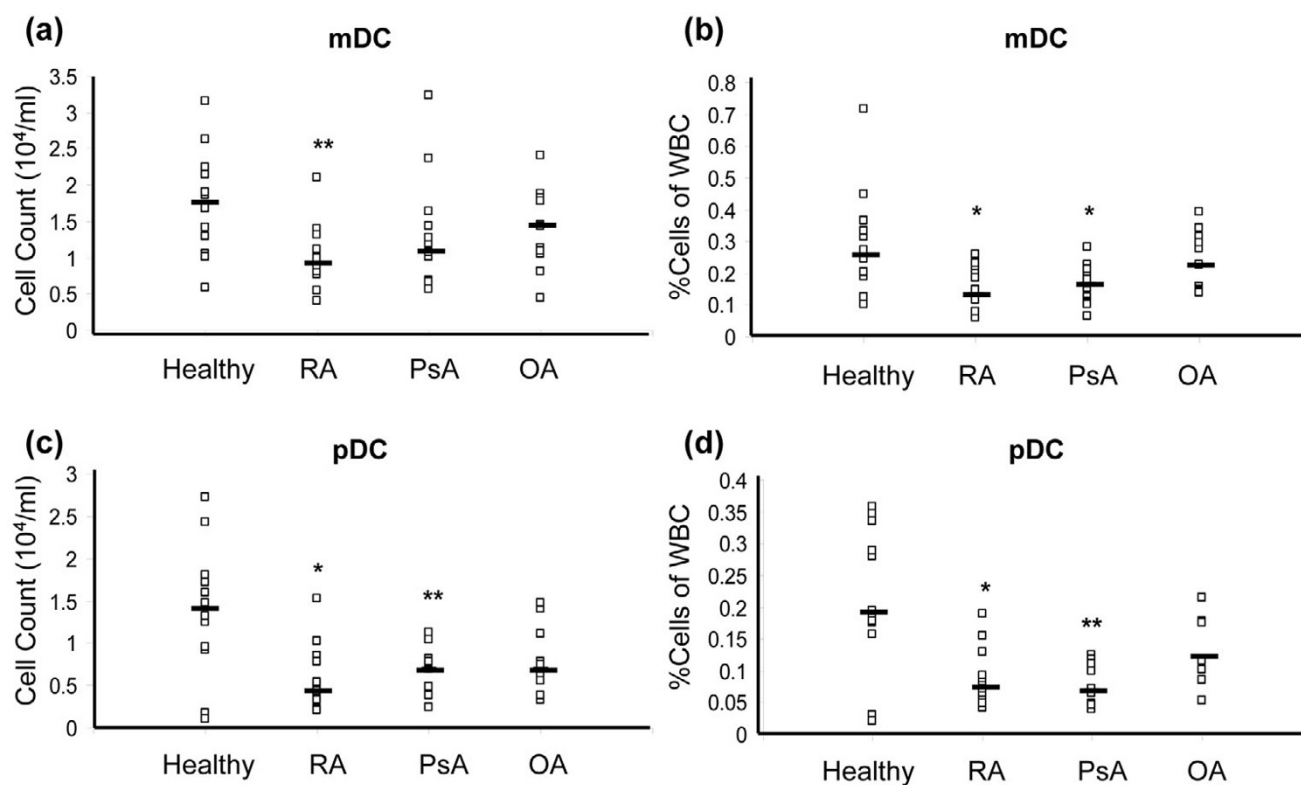 (a)
mDC
Cell Count (10⁴/ml)
3.5
3
2.5
2
1.5
1
0.5
0
**
Healthy RA PsA OA
(b)
mDC
%Cells of WBC
0.8
0.7
0.6
0.5
0.4
0.3
0.2
0.1
0
* *
Healthy RA PsA OA
(c)
pDC
Cell Count (10⁴/ml)
3
2.5
2
1.5
1
0.5
0
* **
Healthy RA PsA OA
(d)
pDC
%Cells of WBC
0.4
0.35
0.3
0.25
0.2
0.15
0.1
0.05
0
* **
Healthy RA PsA OA